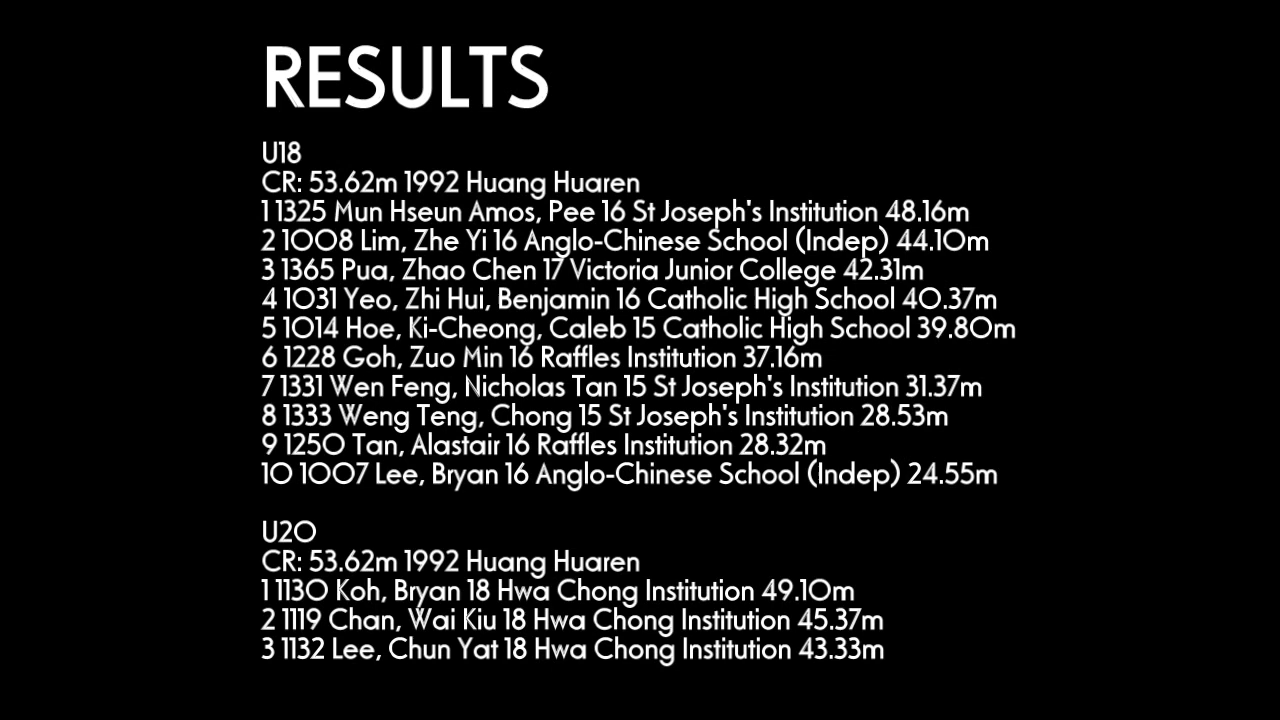 RESULTS
U18
CR: 53.62m 1992 Huang Huaren
1 1325 Mun Hseun Amos, Pee 16 St Joseph's Institution 48.16m
2 1008 Lim, Zhe Yi 16 Anglo-Chinese School (Indep) 44.10m
3 1365 Pua, Zhao Chen 17 Victoria Junior College 42.31m
4 1031 Yeo, Zhi Hui, Benjamin 16 Catholic High School 40.37m
5 1014 Hoe, Ki-Cheong, Caleb 15 Catholic High School 39.80m
6 1228 Goh, Zuo Min 16 Raffles Institution 37.16m
7 1331 Wen Feng, Nicholas Tan 15 St Joseph's Institution 31.37m
8 1333 Weng Teng, Chong 15 St Joseph's Institution 28.53m
9 1250 Tan, Alastair 16 Raffles Institution 28.32m
10 1007 Lee, Bryan 16 Anglo-Chinese School (Indep) 24.55m
U20
CR: 53.62m 1992 Huang Huaren
1 1130 Koh, Bryan 18 Hwa Chong Institution 49.10m
2 1119 Chan, Wai Kiu 18 Hwa Chong Institution 45.37m
3 1132 Lee, Chun Yat 18 Hwa Chong Institution 43.33m